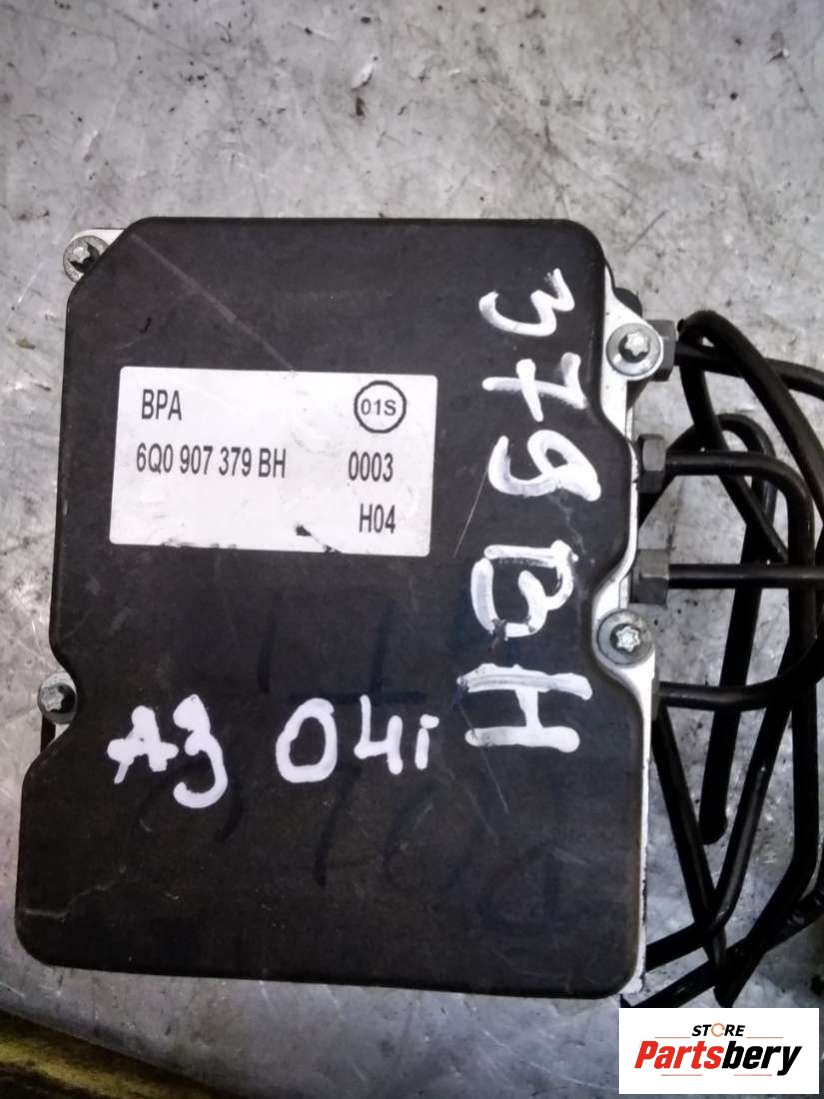 BPA 01S
6Q0 907 379 BH 0003
H04
379BH
A3 04i
STORE
Partsbery